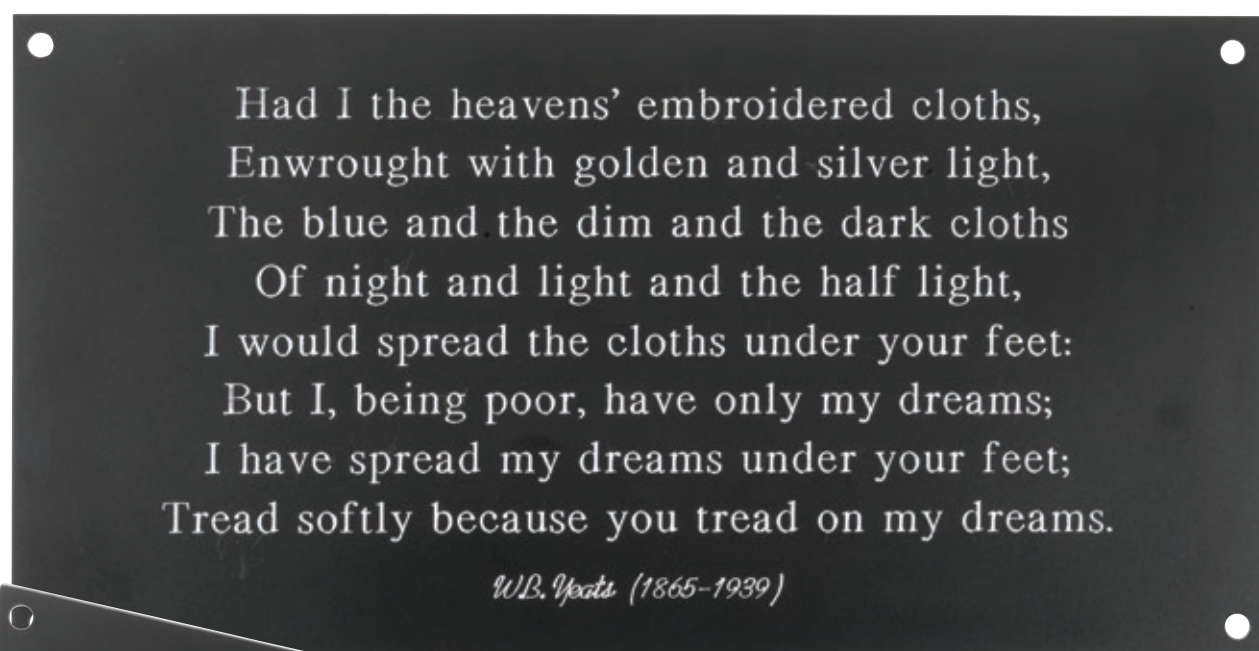 Had I the heavens’ embroidered cloths,
Enwrought with golden and silver light,
The blue and the dim and the dark cloths
Of night and light and the half light,
I would spread the cloths under your feet:
But I, being poor, have only my dreams;
I have spread my dreams under your feet;
Tread softly because you tread on my dreams.
W.B. Yeats (1865-1939)